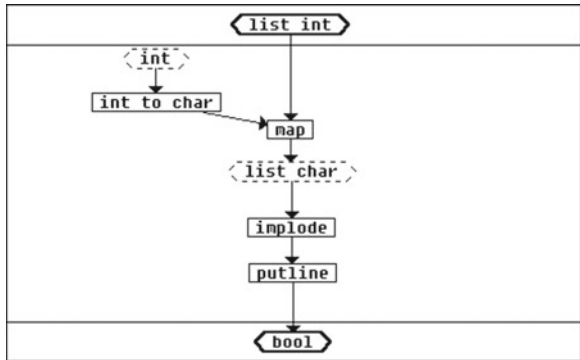 list int
int
int to char
map
list char
implode
putline
bool